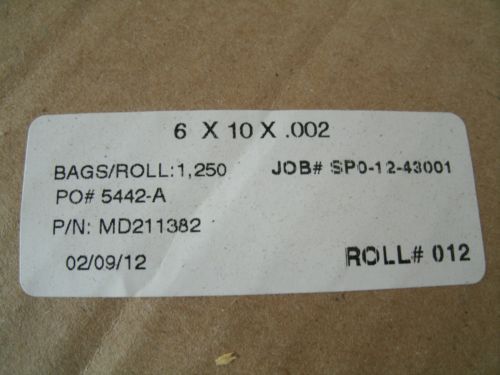 6 X 10 X .002
BAGS/ROLL: 1,250 JOB# SP0-12-43001
PO# 5442-A
P/N: MD211382
02/09/12 ROLL# 012